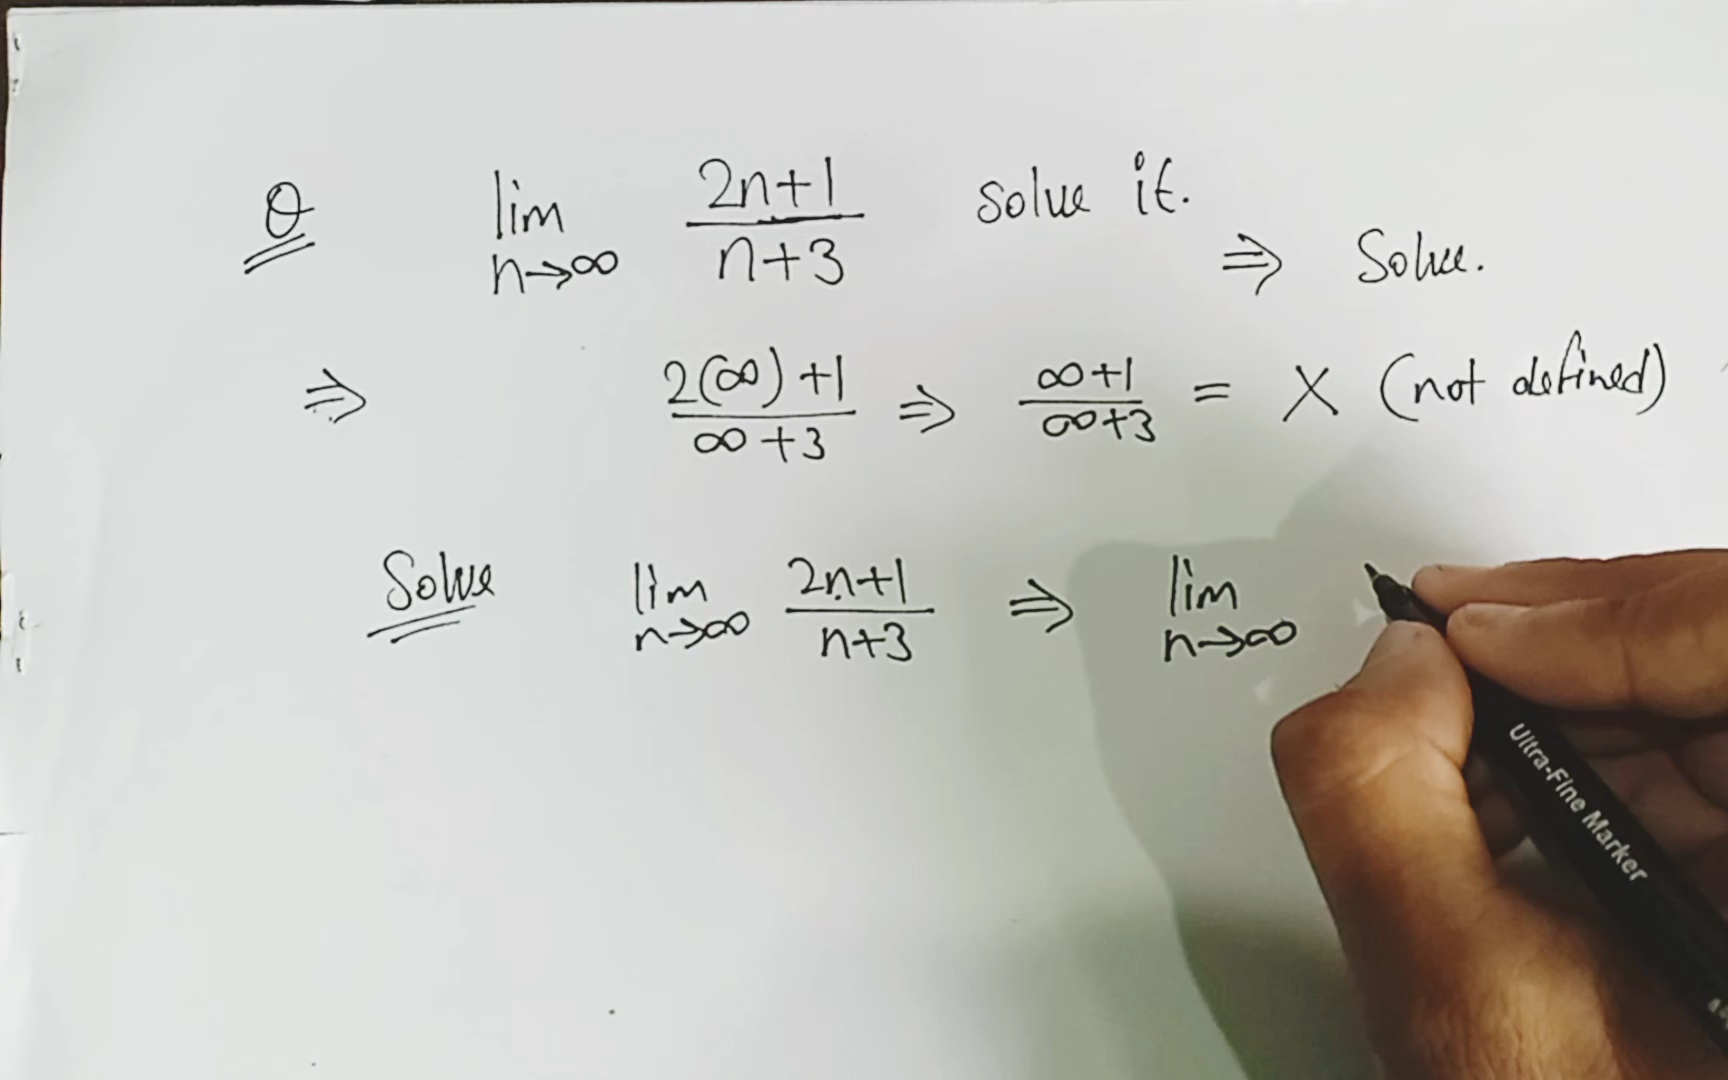 Q lim n→∞ 2n+1 / n+3 solve it.
⇒ Solve.
⇒ 2(∞)+1 / ∞+3 ⇒ ∞+1 / ∞+3 = X (not defined)
Solve lim n→∞ 2n+1 / n+3 ⇒ lim n→∞
Ultra-Fine Marker